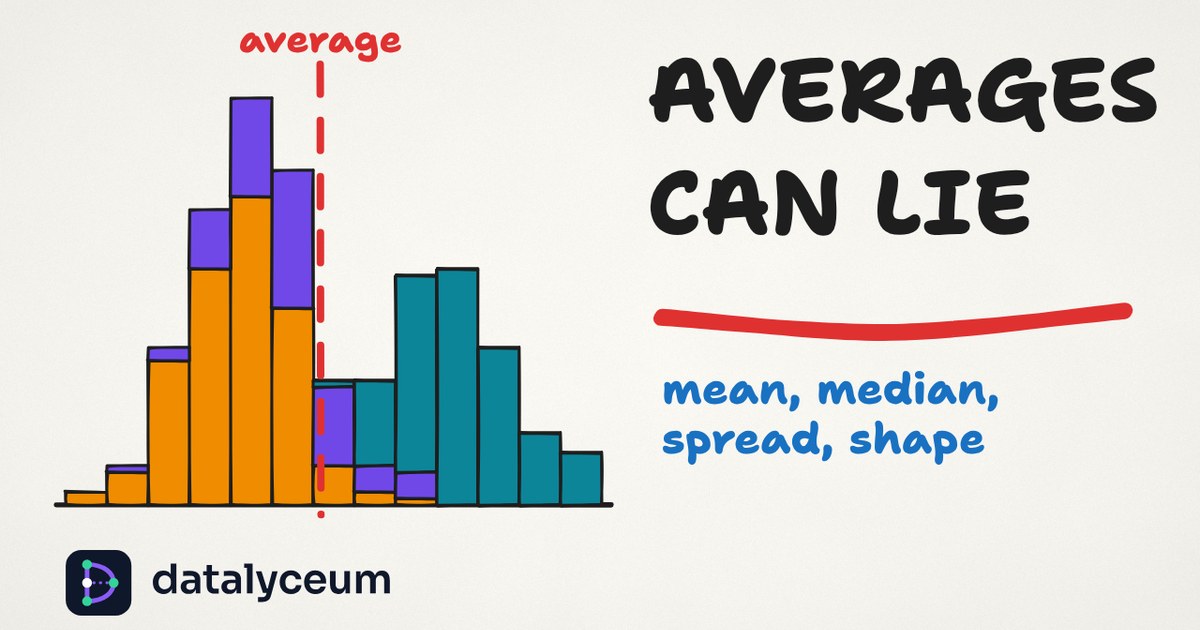 average
AVERAGES
CAN LIE
mean, median,
spread, shape
datalyceum